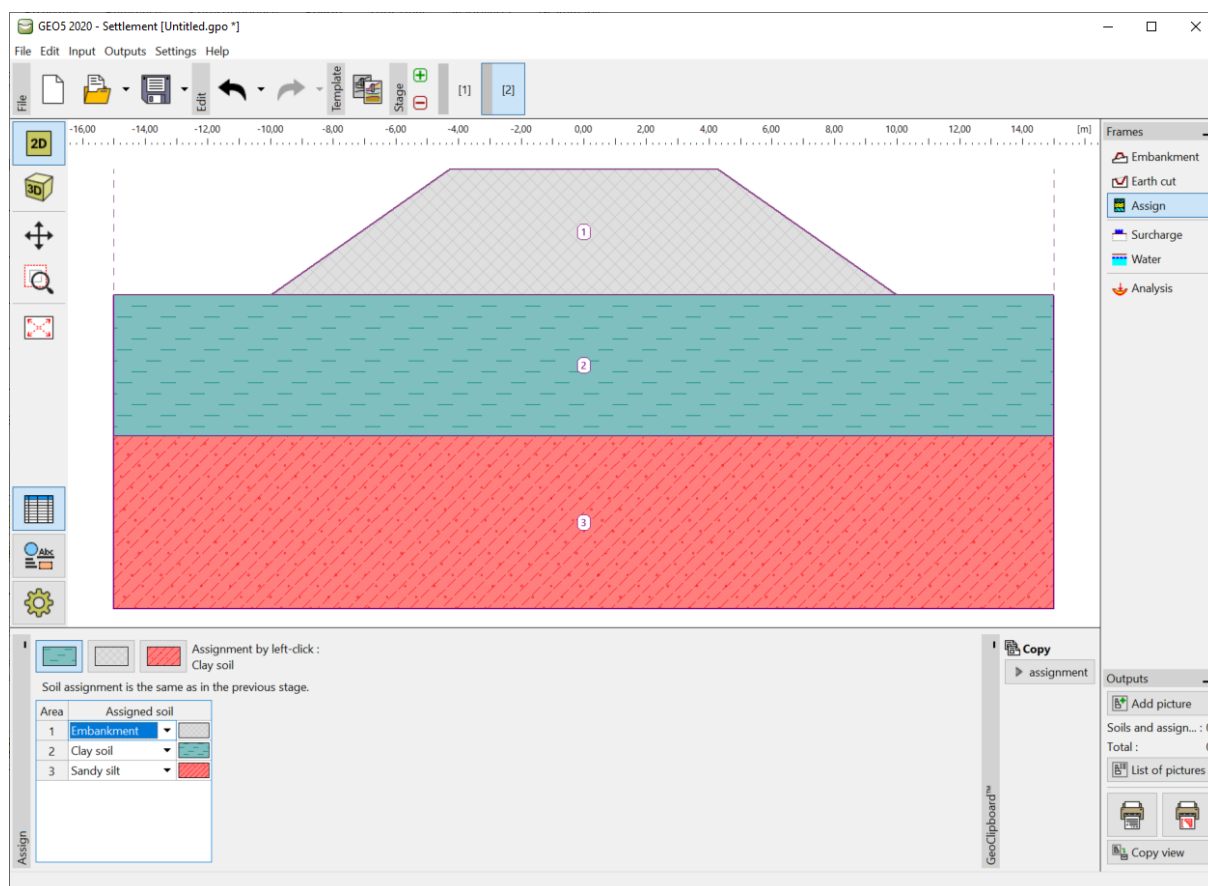 GEO5 2020 - Settlement [Untitled.gpo *]
File Edit Input Outputs Settings Help
File
Edit
Template
Stage
[1]
[2]
2D
3D
Abc
-16,00 -14,00 -12,00 -10,00 -8,00 -6,00 -4,00 -2,00 0,00 2,00 4,00 6,00 8,00 10,00 12,00 14,00 [m]
1
2
3
Frames
Embankment
Earth cut
Assign
Surcharge
Water
Analysis
Assign
Assignment by left-click :
Clay soil
Soil assignment is the same as in the previous stage.
Area Assigned soil
1 Embankment
2 Clay soil
3 Sandy silt
GeoClipboard™
Copy
assignment
Outputs
Add picture
Soils and assign... :
Total :
List of pictures
Copy view